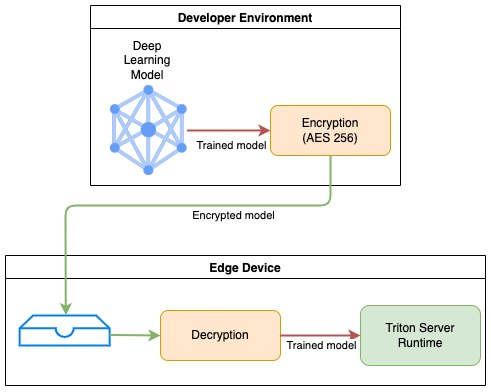 Developer Environment
Deep
Learning
Model
Encryption
(AES 256)
Trained model
Encrypted model
Edge Device
Decryption
Trained model
Triton Server
Runtime